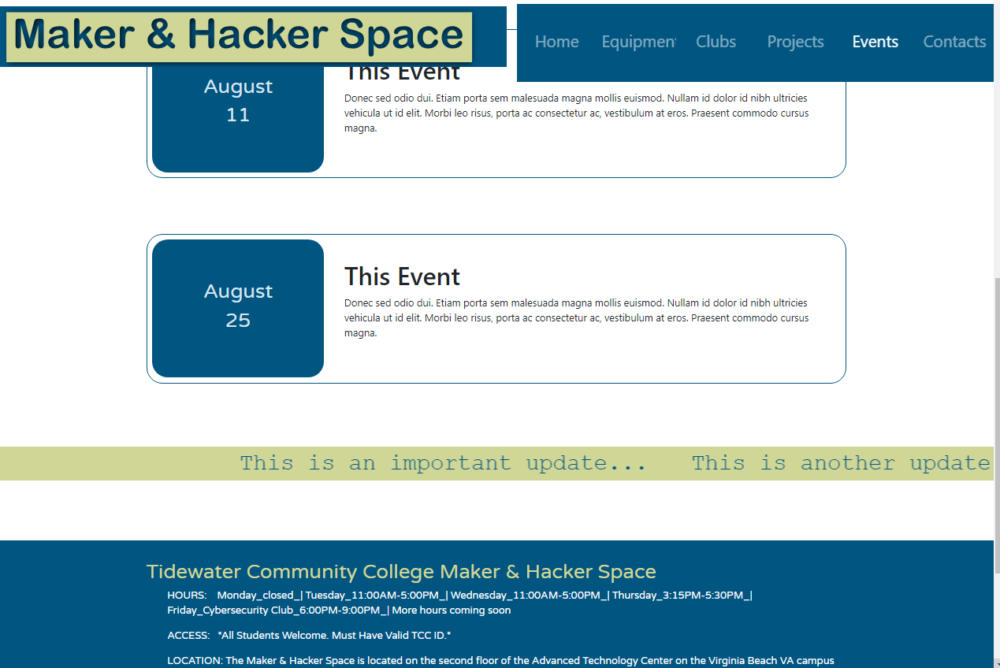 Maker & Hacker Space
Home Equipment Clubs Projects Events Contacts
August
11
This Event
Donec sed odio dui. Etiam porta sem malesuada magna mollis euismod. Nullam id dolor id nibh ultricies
vehicula ut id elit. Morbi leo risus, porta ac consectetur ac, vestibulum at eros. Praesent commodo cursus
magna.
August
25
This Event
Donec sed odio dui. Etiam porta sem malesuada magna mollis euismod. Nullam id dolor id nibh ultricies
vehicula ut id elit. Morbi leo risus, porta ac consectetur ac, vestibulum at eros. Praesent commodo cursus
magna.
This is an important update... This is another update
Tidewater Community College Maker & Hacker Space
HOURS: Monday_closed_| Tuesday_11:00AM-5:00PM_| Wednesday_11:00AM-5:00PM_| Thursday_3:15PM-5:30PM_|
Friday_Cybersecurity Club_6:00PM-9:00PM_| More hours coming soon
ACCESS: *All Students Welcome. Must Have Valid TCC ID.*
LOCATION: The Maker & Hacker Space is located on the second floor of the Advanced Technology Center on the Virginia Beach VA campus